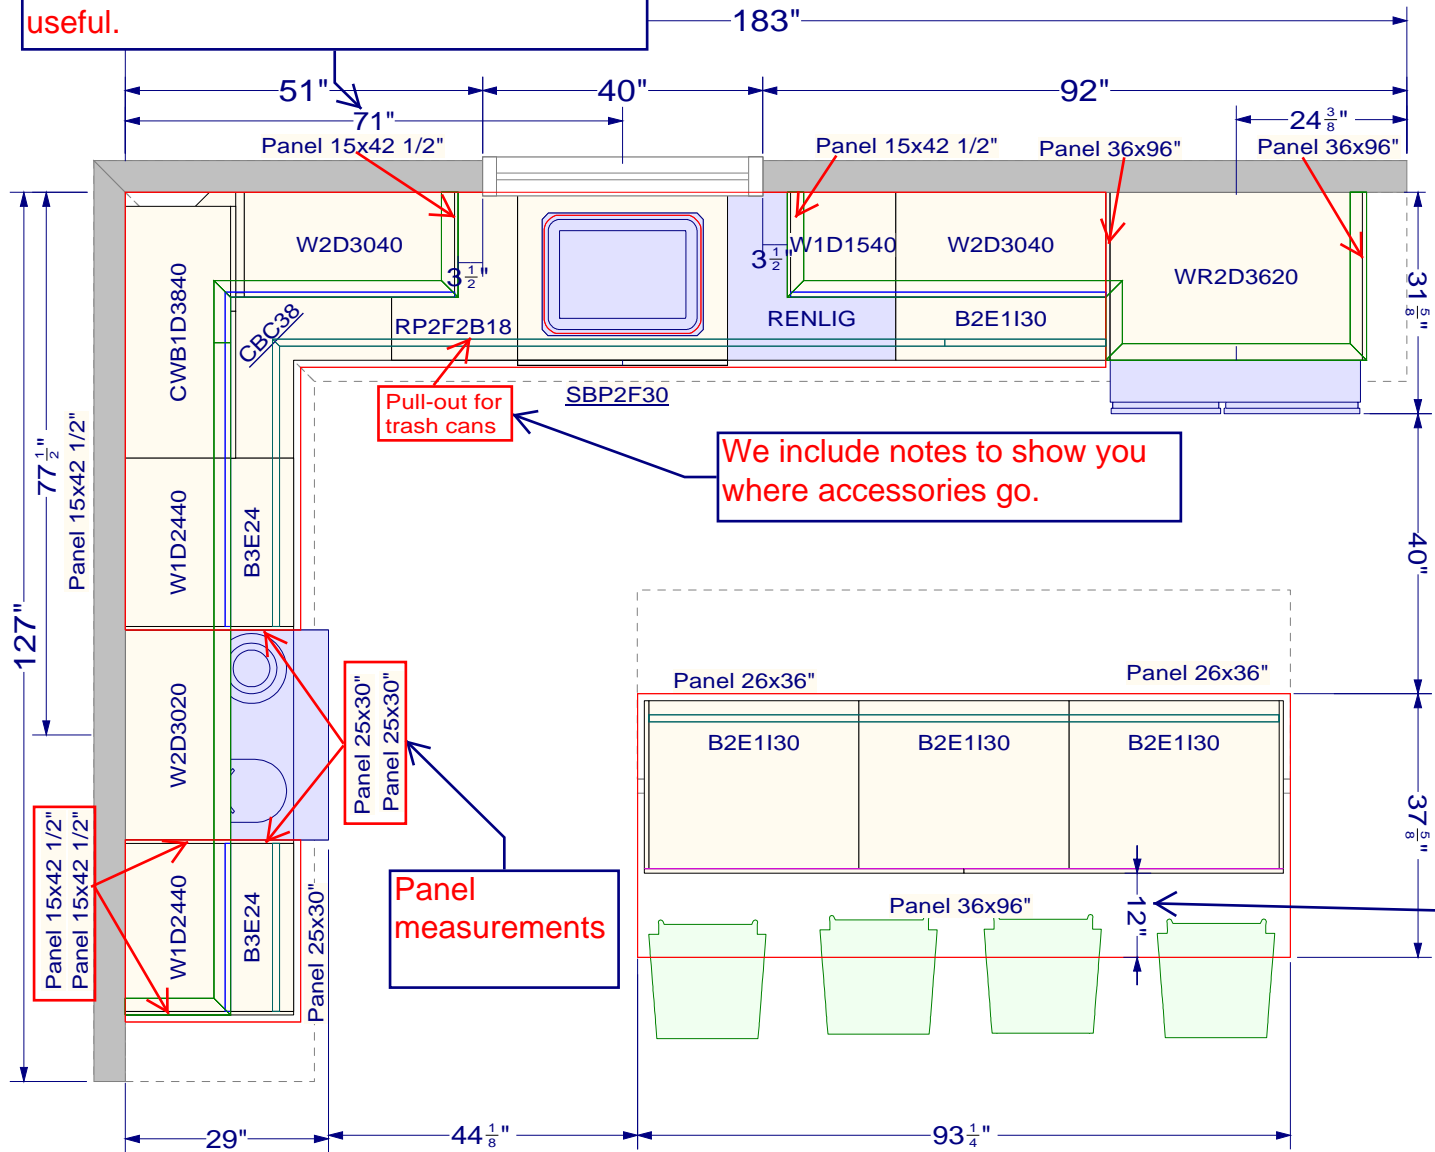 useful.
183"
51"
40"
92"
71"
24 3/8"
Panel 15x42 1/2"
Panel 15x42 1/2"
Panel 36x96"
Panel 36x96"
W2D3040
3 1/2"
3 1/2"
W1D1540
W2D3040
WR2D3620
31 5/8"
CWB1D3840
CBC38
RP2F2B18
RENLIG
B2E1I30
SBP2F30
Pull-out for
trash cans
We include notes to show you
where accessories go.
77 1/2"
Panel 15x42 1/2"
W1D2440
B3E24
40"
127"
W2D3020
Panel 25x30"
Panel 25x30"
Panel 26x36"
Panel 26x36"
B2E1I30
B2E1I30
B2E1I30
37 5/8"
Panel 15x42 1/2"
Panel 15x42 1/2"
W1D2440
B3E24
Panel 25x30"
Panel
measurements
Panel 36x96"
12"
29"
44 1/8"
93 1/4"